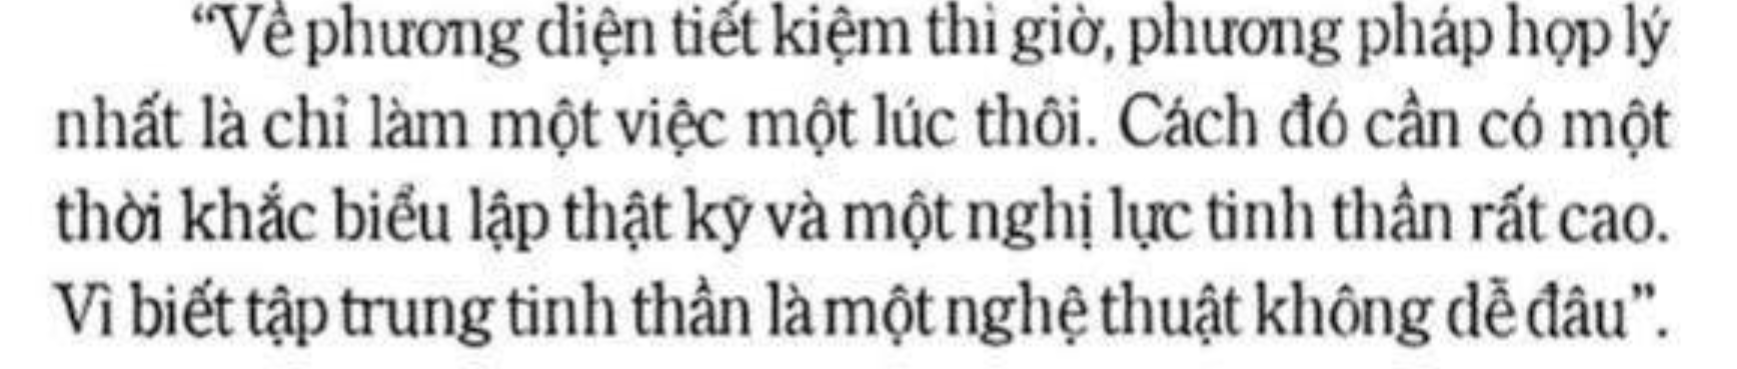 “Về phương diện tiết kiệm thì giờ, phương pháp hợp lý
nhất là chỉ làm một việc một lúc thôi. Cách đó cần có một
thời khắc biểu lập thật kỹ và một nghị lực tinh thần rất cao.
Vì biết tập trung tinh thần là một nghệ thuật không dễ đâu”.